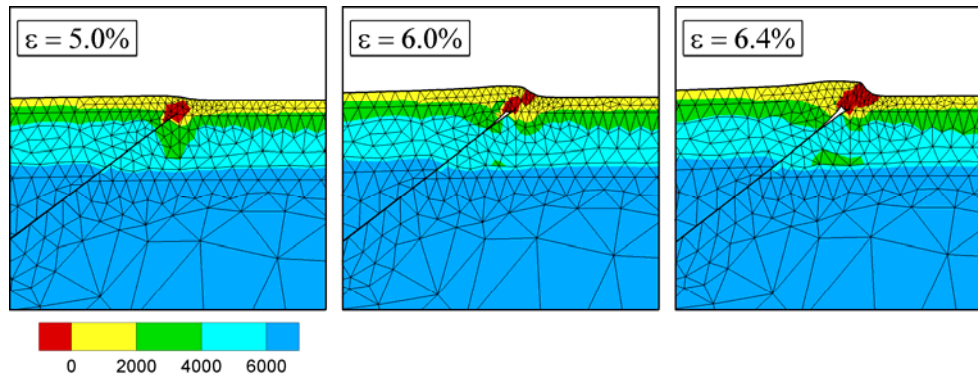 ε = 5.0%
ε = 6.0%
ε = 6.4%
0 2000 4000 6000